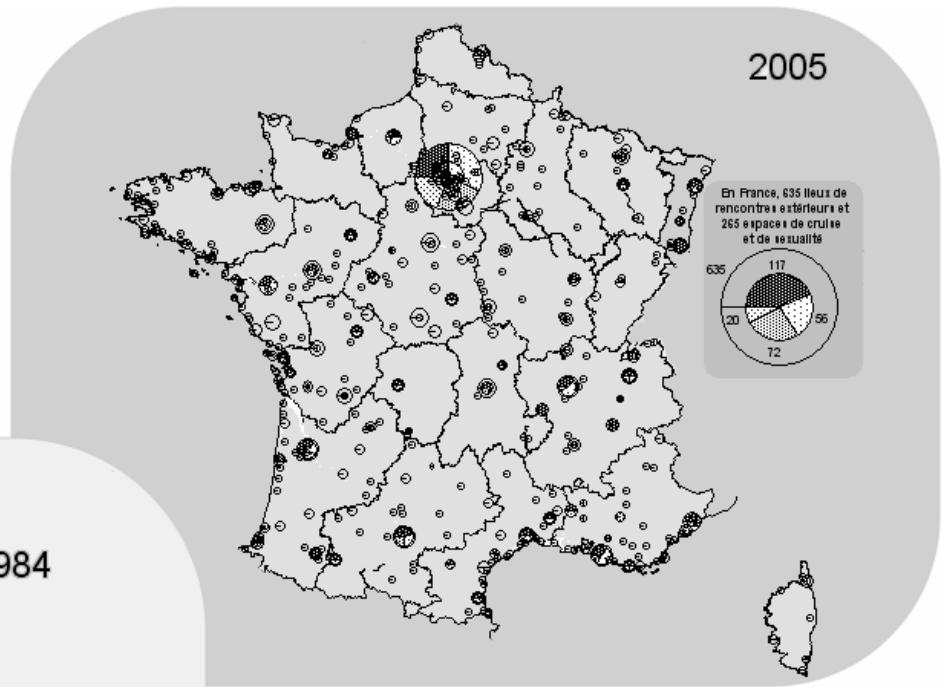 2005
En France, 635 lieux de
rencontres extérieurs et
265 espaces de cruise
et de sexualité
635
117
20
56
72
984